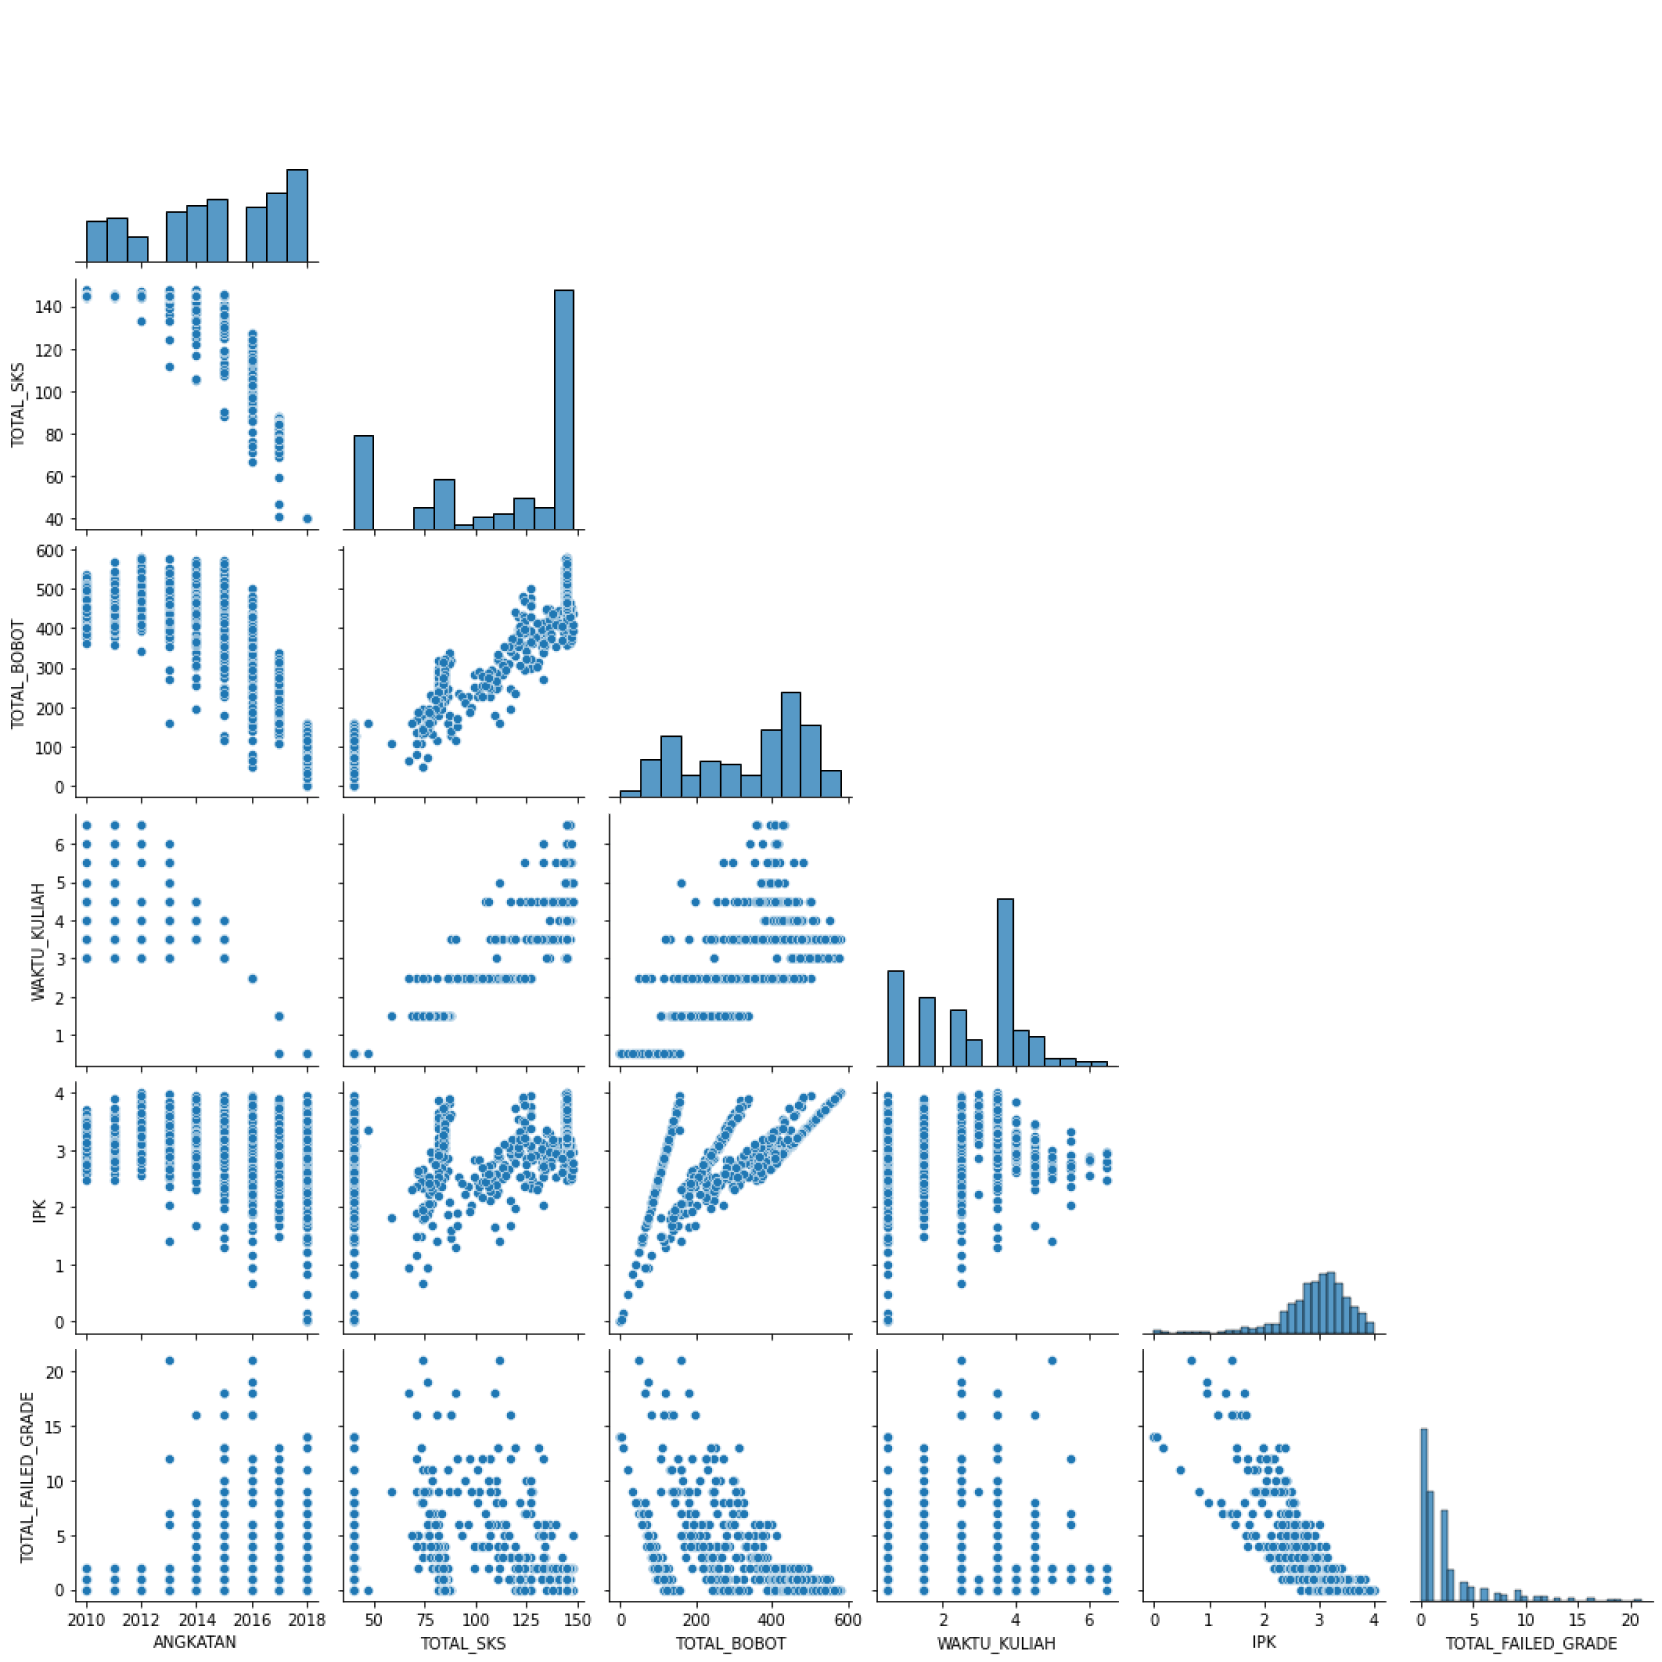 TOTAL_SKS
140
120
100
80
60
40
TOTAL_BOBOT
600
500
400
300
200
100
0
WAKTU_KULIAH
6
5
4
3
2
1
IPK
4
3
2
1
0
TOTAL_FAILED_GRADE
20
15
10
5
0
2010 2012 2014 2016 2018
50 75 100 125 150
0 200 400 600
2 4 6
0 1 2 3 4
0 5 10 15 20
ANGKATAN
TOTAL_SKS
TOTAL_BOBOT
WAKTU_KULIAH
IPK
TOTAL_FAILED_GRADE